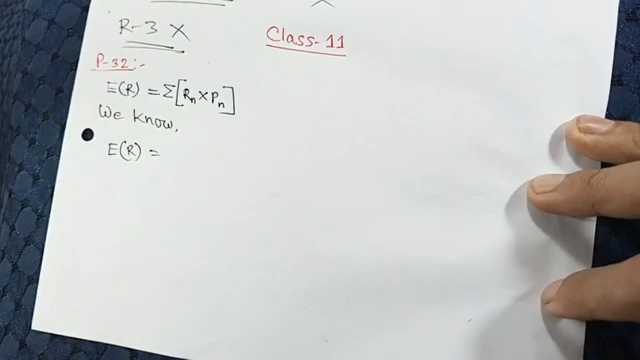 R-3 X
Class-11
P-32:-
E(R) = Σ[Rn×Pn]
We know,
E(R) =